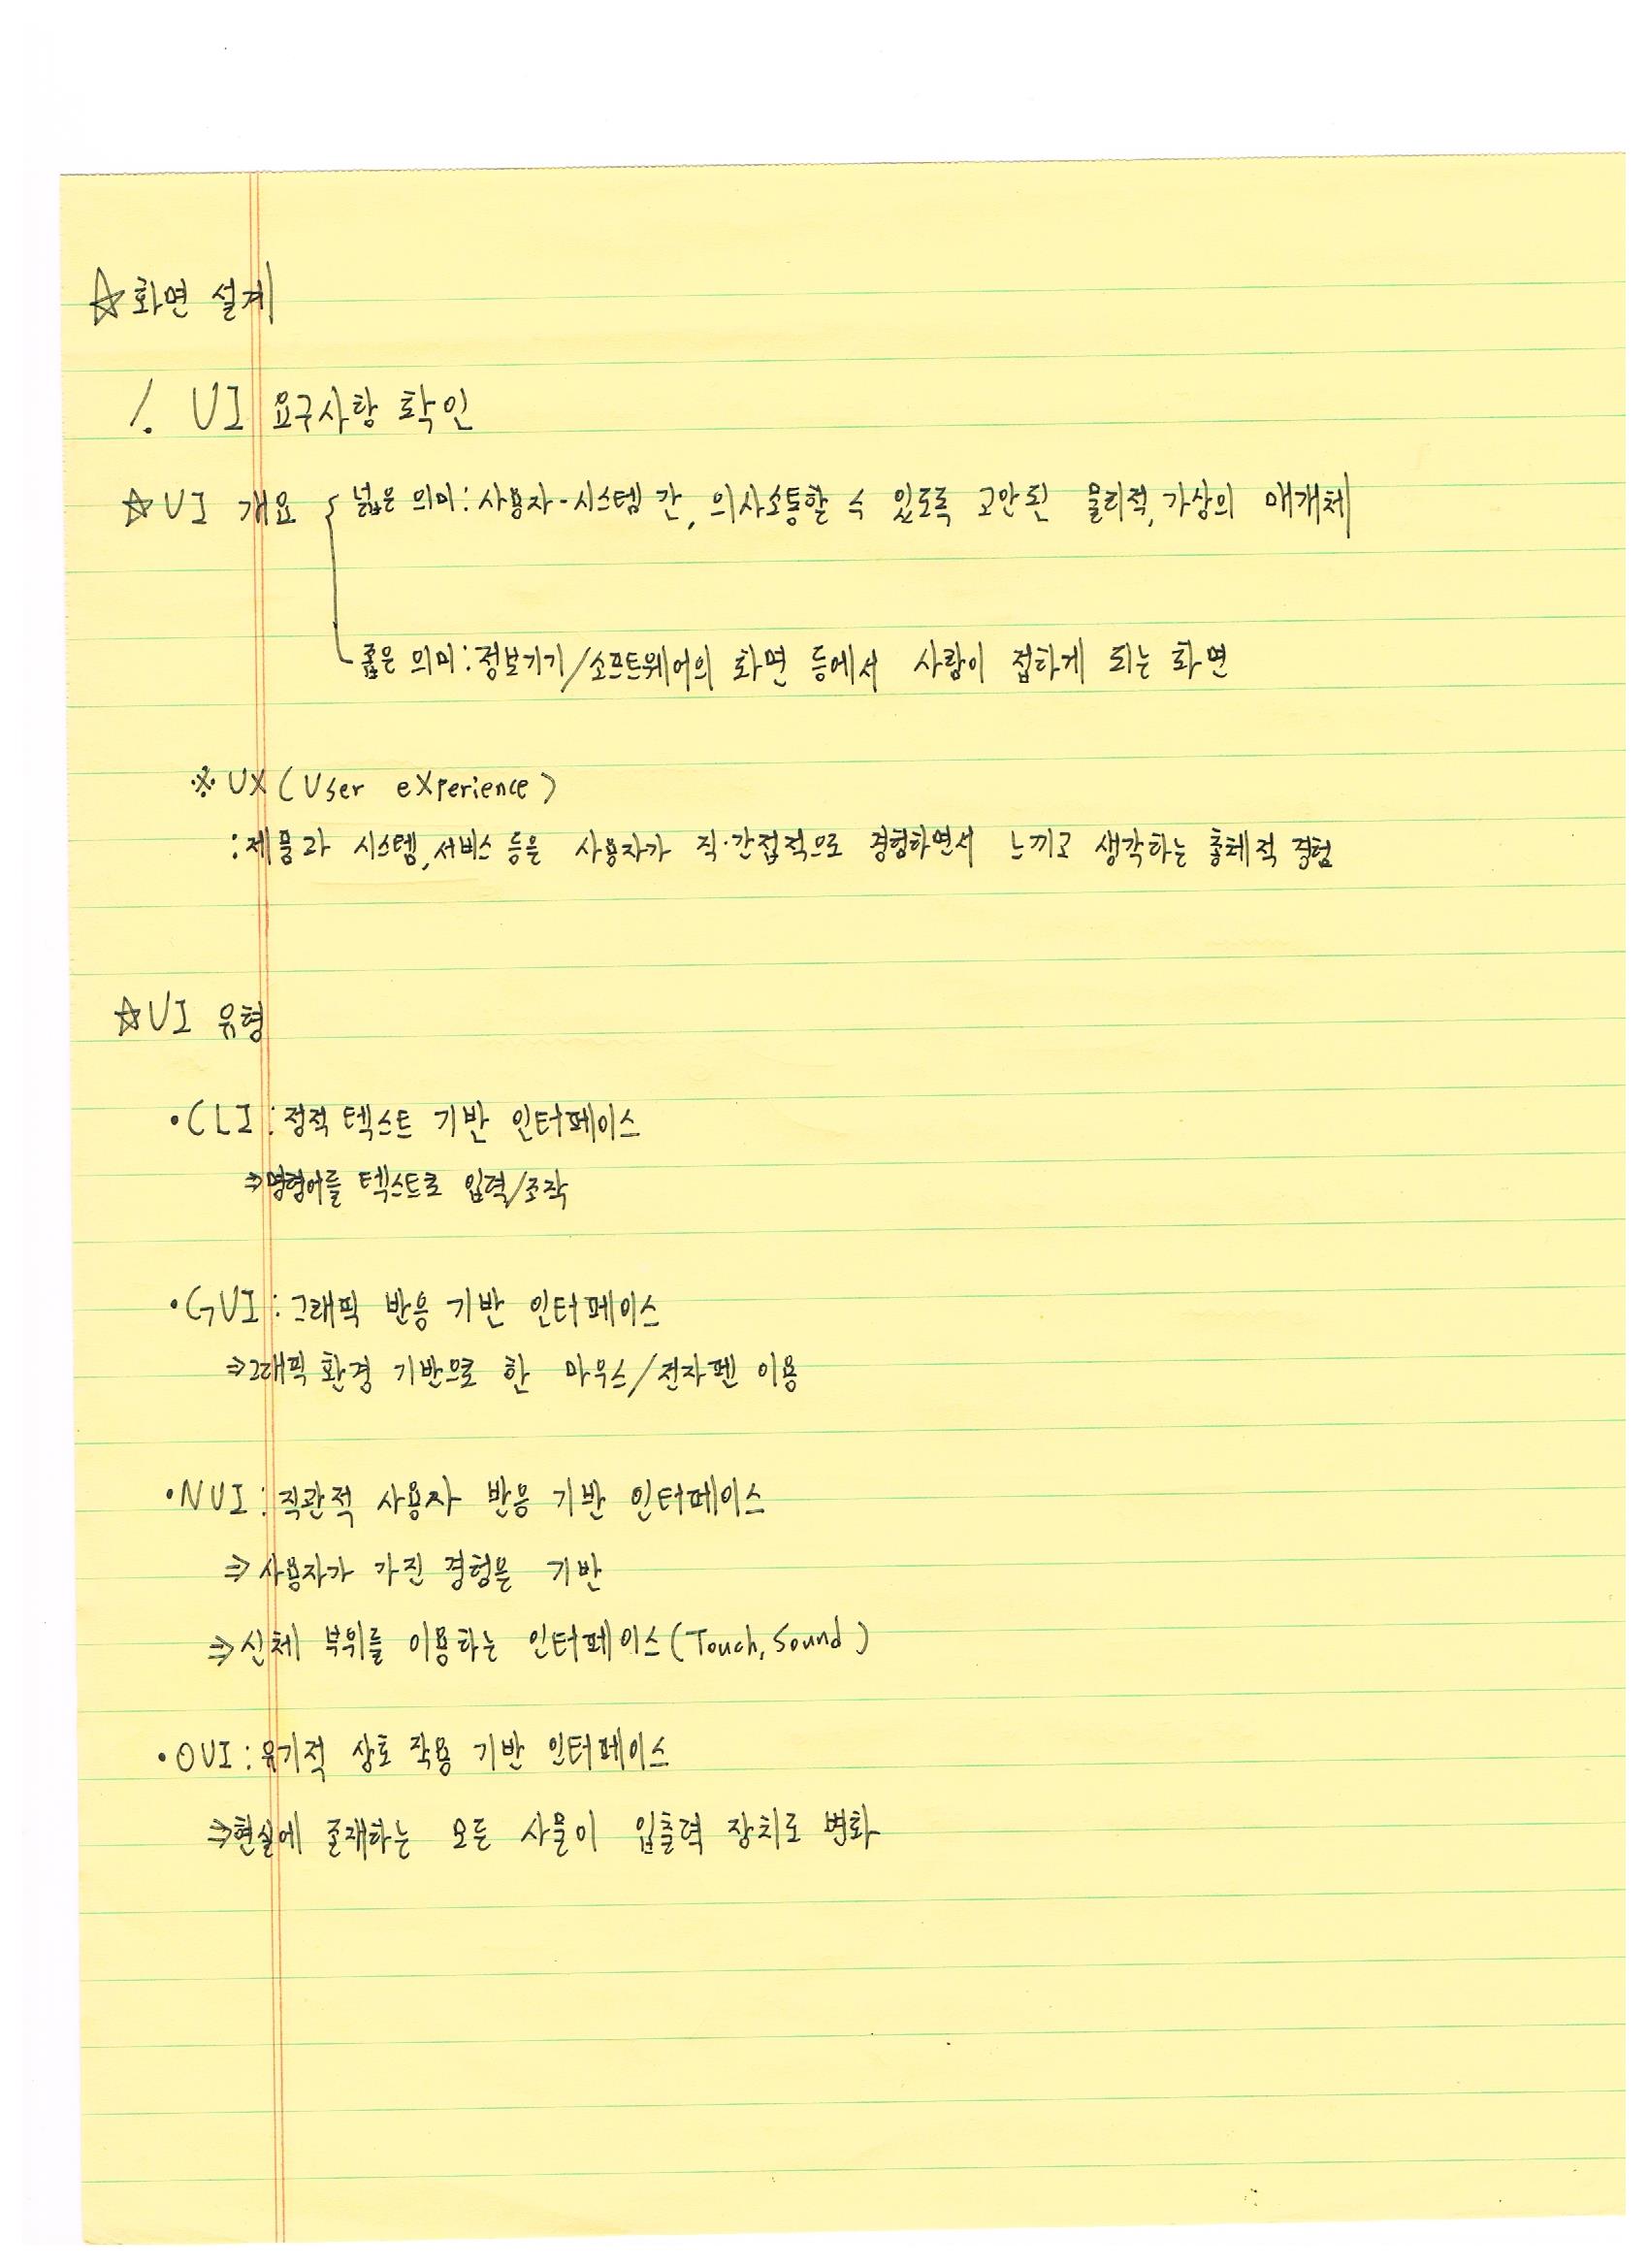 ☆화면 설계
1. UI 요구사항 확인
☆UI 개요 { 넓은 의미: 사용자-시스템 간, 의사소통할 수 있도록 고안된 물리적, 가상의 매개체
좁은 의미: 정보기기/소프트웨어의 화면 등에서 사람이 접하게 되는 화면
※ UX (User eXperience)
: 제품과 시스템, 서비스 등을 사용자가 직·간접적으로 경험하면서 느끼고 생각하는 총체적 경험
☆UI 유형
•CLI : 정적 텍스트 기반 인터페이스
⇒명령어를 텍스트로 입력/조작
•GUI : 그래픽 반응 기반 인터페이스
⇒그래픽 환경 기반으로 한 마우스/전자펜 이용
•NUI : 직관적 사용자 반응 기반 인터페이스
⇒사용자가 가진 경험을 기반
⇒신체 부위를 이용하는 인터페이스(Touch, Sound)
•OUI : 유기적 상호 작용 기반 인터페이스
⇒현실에 존재하는 모든 사물이 입출력 장치로 변화